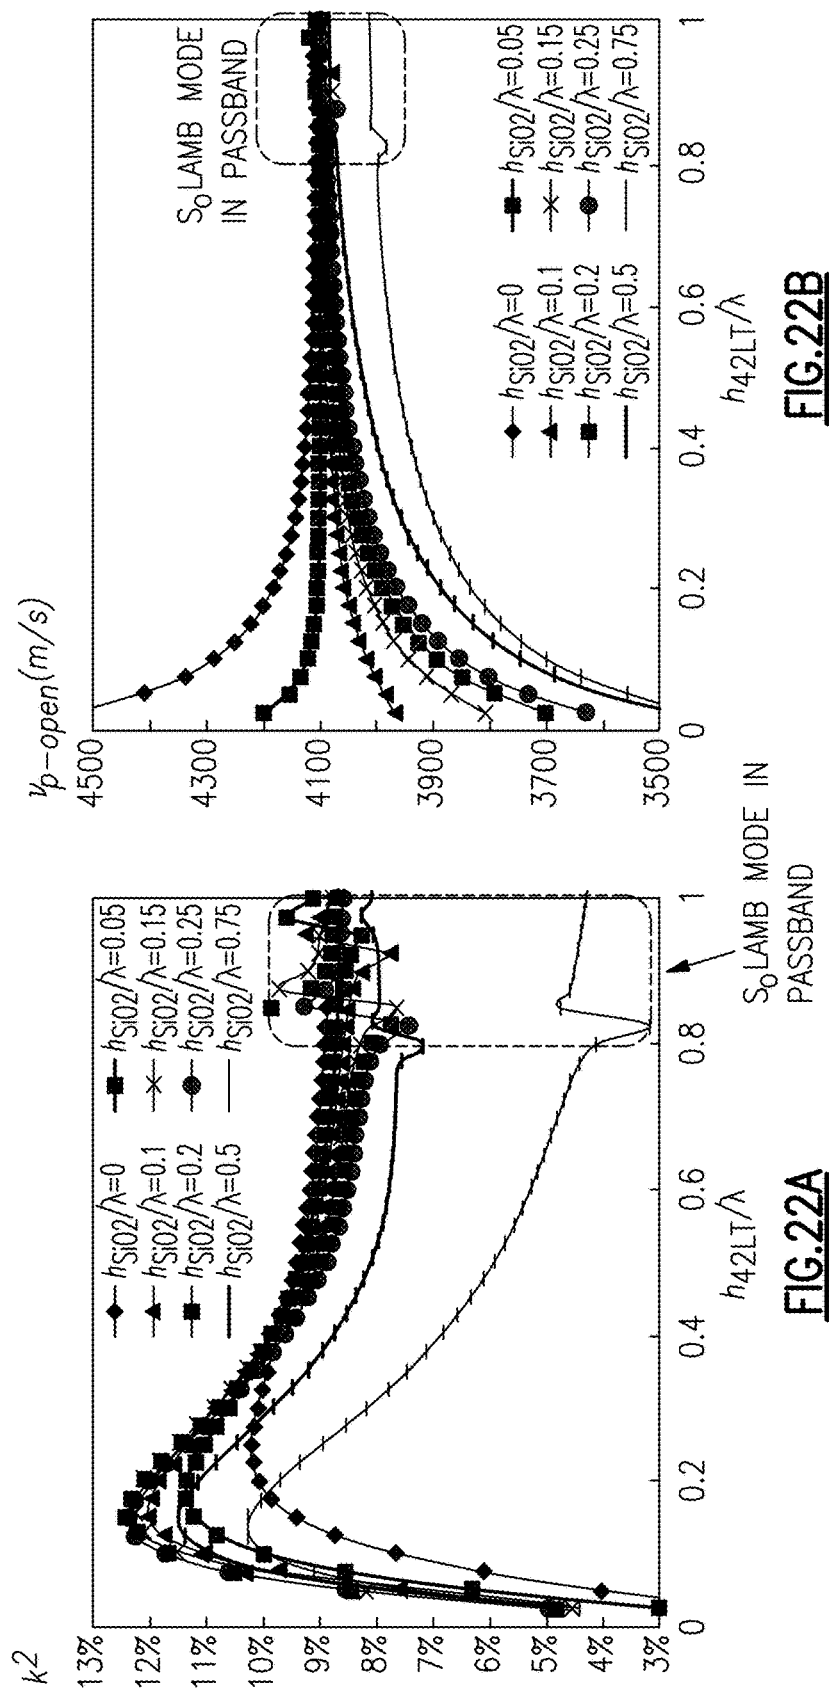 k²
13%
12%
11%
10%
9%
8%
7%
6%
5%
4%
3%
0
0.2
0.4
0.6
0.8
1
h42LT/λ
hSiO2/λ=0
hSiO2/λ=0.05
hSiO2/λ=0.1
hSiO2/λ=0.15
hSiO2/λ=0.2
hSiO2/λ=0.25
hSiO2/λ=0.5
hSiO2/λ=0.75
S0 LAMB MODE IN
PASSBAND
FIG.22A
νp-open(m/s)
4500
4300
4100
3900
3700
3500
0
0.2
0.4
0.6
0.8
1
h42LT/λ
S0 LAMB MODE
IN PASSBAND
hSiO2/λ=0
hSiO2/λ=0.05
hSiO2/λ=0.1
hSiO2/λ=0.15
hSiO2/λ=0.2
hSiO2/λ=0.25
hSiO2/λ=0.5
hSiO2/λ=0.75
FIG.22B